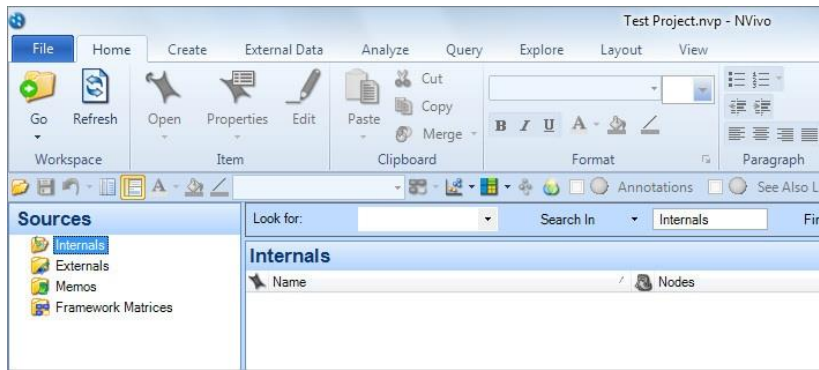 Test Project.nvp - NVivo
File Home Create External Data Analyze Query Explore Layout View
Go Refresh Open Properties Edit Paste Cut
Copy
Merge
B I U A
Workspace Item Clipboard Format Paragraph
A Annotations See Also L
Sources
Internals
Externals
Memos
Framework Matrices
Look for: Search In Internals Fin
Internals
Name Nodes